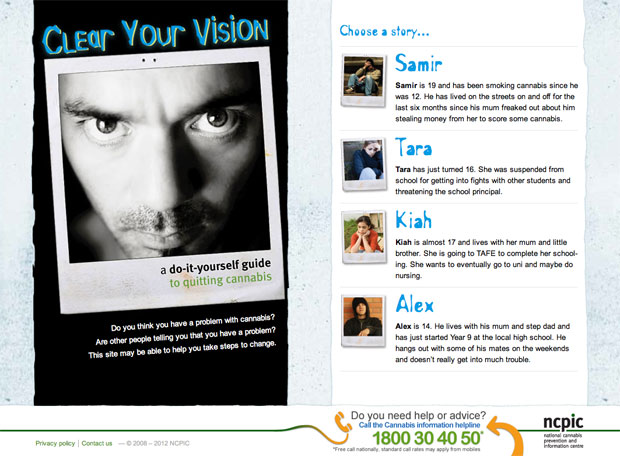 Clear Your Vision
a do-it-yourself guide
to quitting cannabis
Do you think you have a problem with cannabis?
Are other people telling you that you have a problem?
This site may be able to help you take steps to change.
Choose a story...
Samir
Samir is 19 and has been smoking cannabis since he
was 12. He has lived on the streets on and off for the
last six months since his mum freaked out about him
stealing money from her to score some cannabis.
Tara
Tara has just turned 16. She was suspended from
school for getting into fights with other students and
threatening the school principal.
Kiah
Kiah is almost 17 and lives with her mum and little
brother. She is going to TAFE to complete her school-
ing. She wants to eventually go to uni and maybe do
nursing.
Alex
Alex is 14. He lives with his mum and step dad and
has just started Year 9 at the local high school. He
hangs out with some of his mates on the weekends
and doesn't really get into much trouble.
Privacy policy | Contact us — © 2008 – 2012 NCPIC
Do you need help or advice?
Call the Cannabis information helpline
1800 30 40 50*
*Free call nationally, standard call rates may apply from mobiles
ncpic
national cannabis
prevention and
information centre